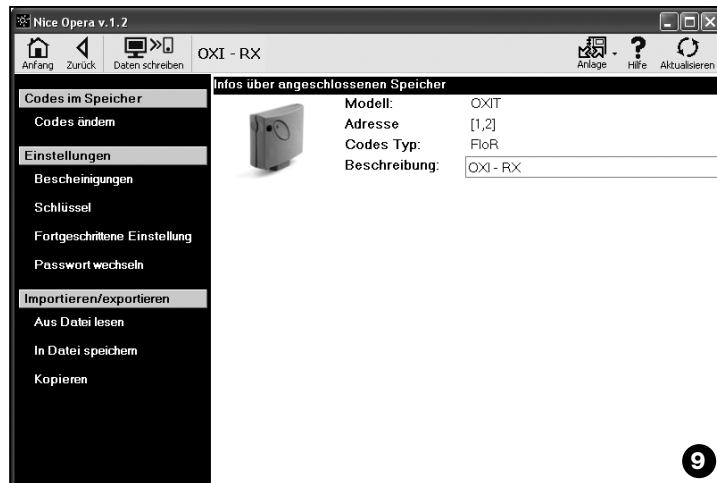 Nice Opera v.1.2
Anfang Zurück Daten schreiben OXI - RX Anlage Hilfe Aktualisieren
Infos über angeschlossenen Speicher
Codes im Speicher
Codes ändern
Einstellungen
Bescheinigungen
Schlüssel
Fortgeschrittene Einstellung
Passwort wechseln
Importieren/exportieren
Aus Datei lesen
In Datei speichern
Kopieren
Modell: OXIT
Adresse [1,2]
Codes Typ: FloR
Beschreibung: OXI - RX
9